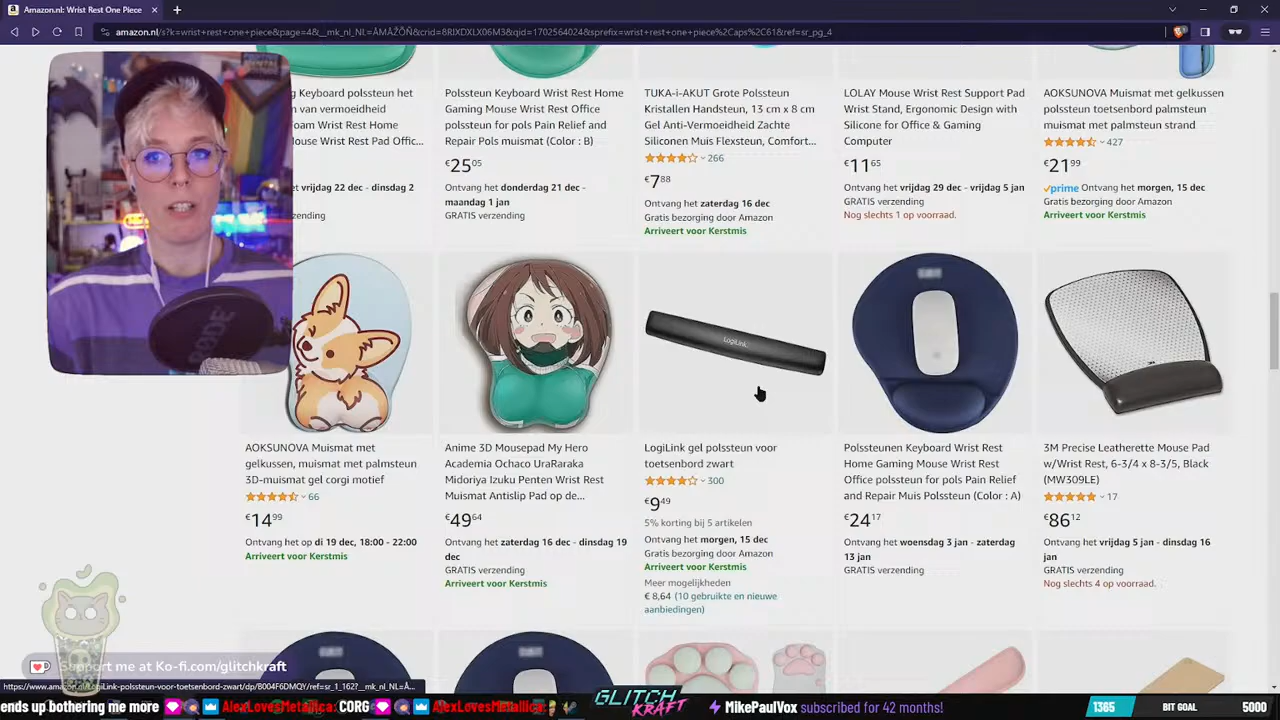 Amazon.nl: Wrist Rest One Piece
amazon.nl/s?k=wrist+rest+one+piece&page=4&__mk_nl_NL=ÅMÅŽÕÑ&crid=8RIXDXLX06M3&qid=1702564024&sprefix=wrist+rest+one+piece%2Caps%2C61&ref=sr_pg_4
Keyboard polssteun het
van vermoeidheid
Wrist Rest Home
Wrist Rest Pad Offic...
vrijdag 22 dec - dinsdag 2
Polssteun Keyboard Wrist Rest Home
Gaming Mouse Wrist Rest Office
polssteun for pols Pain Relief and
Repair Pols muismat (Color : B)
€25 05
Ontvang het donderdag 21 dec -
maandag 1 jan
GRATIS verzending
TUKA-i-AKUT Grote Polssteun
Kristallen Handsteun, 13 cm x 8 cm
Gel Anti-Vermoeidheid Zachte
Siliconen Muis Flexsteun, Comfort...
266
€7 88
Ontvang het zaterdag 16 dec
Gratis bezorging door Amazon
Arriveert voor Kerstmis
LOLAY Mouse Wrist Support Pad
Wrist Stand, Ergonomic Design with
Silicone for Office & Gaming
Computer
€11 65
Ontvang het vrijdag 29 dec - vrijdag 5 jan
GRATIS verzending
Nog slechts 1 op voorraad.
AOKSUNOVA Muismat met gelkussen
polssteun toetsenbord palmsteun
muismat met palmsteun strand
427
€21 99
prime Ontvang het morgen, 15 dec
Gratis bezorging door Amazon
Arriveert voor Kerstmis
RØDE
LogiLink
AOKSUNOVA Muismat met
gelkussen, muismat met palmsteun
3D-muismat gel corgi motief
66
€14 99
Ontvang het op di 19 dec, 18:00 - 22:00
Arriveert voor Kerstmis
Anime 3D Mousepad My Hero
Academia Ochaco UraRaraka
Midoriya Izuku Penten Wrist Rest
Muismat Antislip Pad op de...
€49 64
Ontvang het zaterdag 16 dec - dinsdag 19
dec
GRATIS verzending
Arriveert voor Kerstmis
LogiLink gel polssteun voor
toetsenbord zwart
300
€9 49
5% korting bij 5 artikelen
Ontvang het morgen, 15 dec
Gratis bezorging door Amazon
Arriveert voor Kerstmis
Meer mogelijkheden
€ 8,64 (10 gebruikte en nieuwe
aanbiedingen)
Polssteunen Keyboard Wrist Rest
Home Gaming Mouse Wrist Rest
Office polssteun for pols Pain Relief
and Repair Muis Polssteun (Color : A)
€24 17
Ontvang het woensdag 3 jan - zaterdag
13 jan
GRATIS verzending
3M Precise Leatherette Mouse Pad
w/Wrist Rest, 6-3/4 x 8-3/5, Black
(MW309LE)
17
€86 12
Ontvang het vrijdag 5 jan - dinsdag 16
jan
GRATIS verzending
Nog slechts 4 op voorraad.
Support me at Ko-fi.com/glitchkraft
ends up bothering me more
AlexLovesMetallica: CORG
AlexLovesMetallica:
GLITCH
KRAFT
MikePaulVox subscribed for 42 months!
1365
BIT GOAL
5000